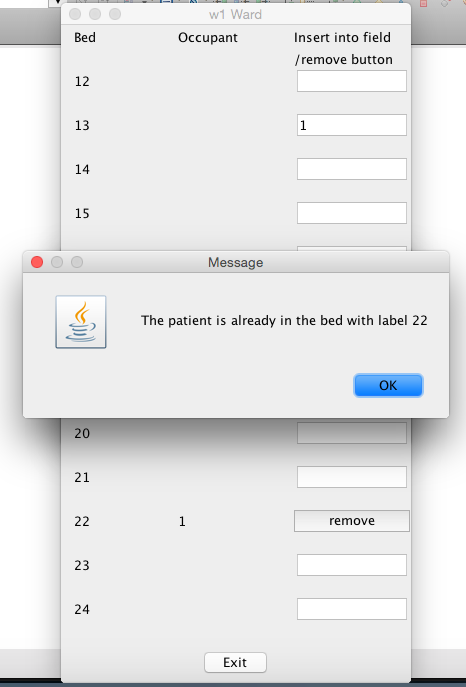 w1 Ward
Bed Occupant Insert into field
/remove button
12
13 1
14
15
Message
The patient is already in the bed with label 22
OK
20
21
22 1 remove
23
24
Exit